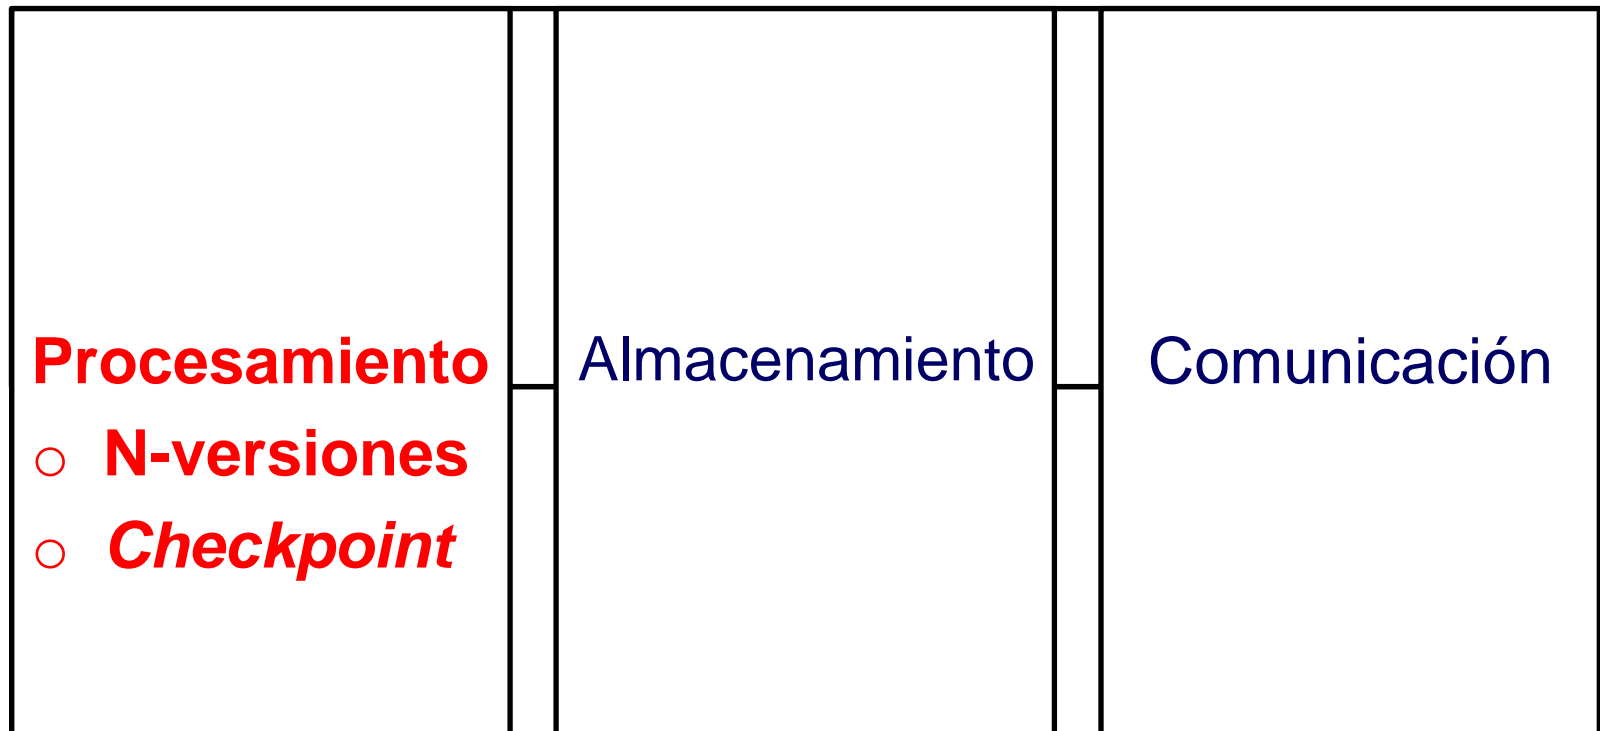 Procesamiento
○ N-versiones
○ Checkpoint
Almacenamiento
Comunicación